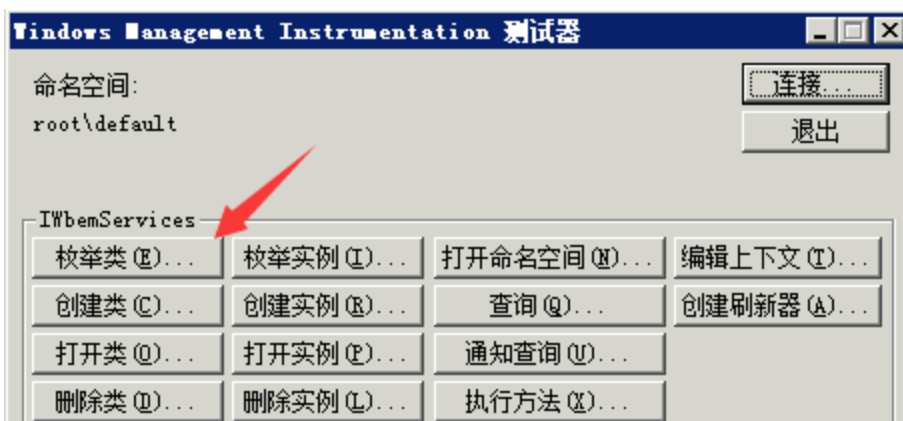 Windows Management Instrumentation 测试器
命名空间:
连接...
root\default
退出
IWbemServices
枚举类(E)... 枚举实例(I)... 打开命名空间(N)... 编辑上下文(T)...
创建类(C)... 创建实例(R)... 查询(Q)... 创建刷新器(A)...
打开类(O)... 打开实例(P)... 通知查询(U)...
删除类(D)... 删除实例(L)... 执行方法(X)...